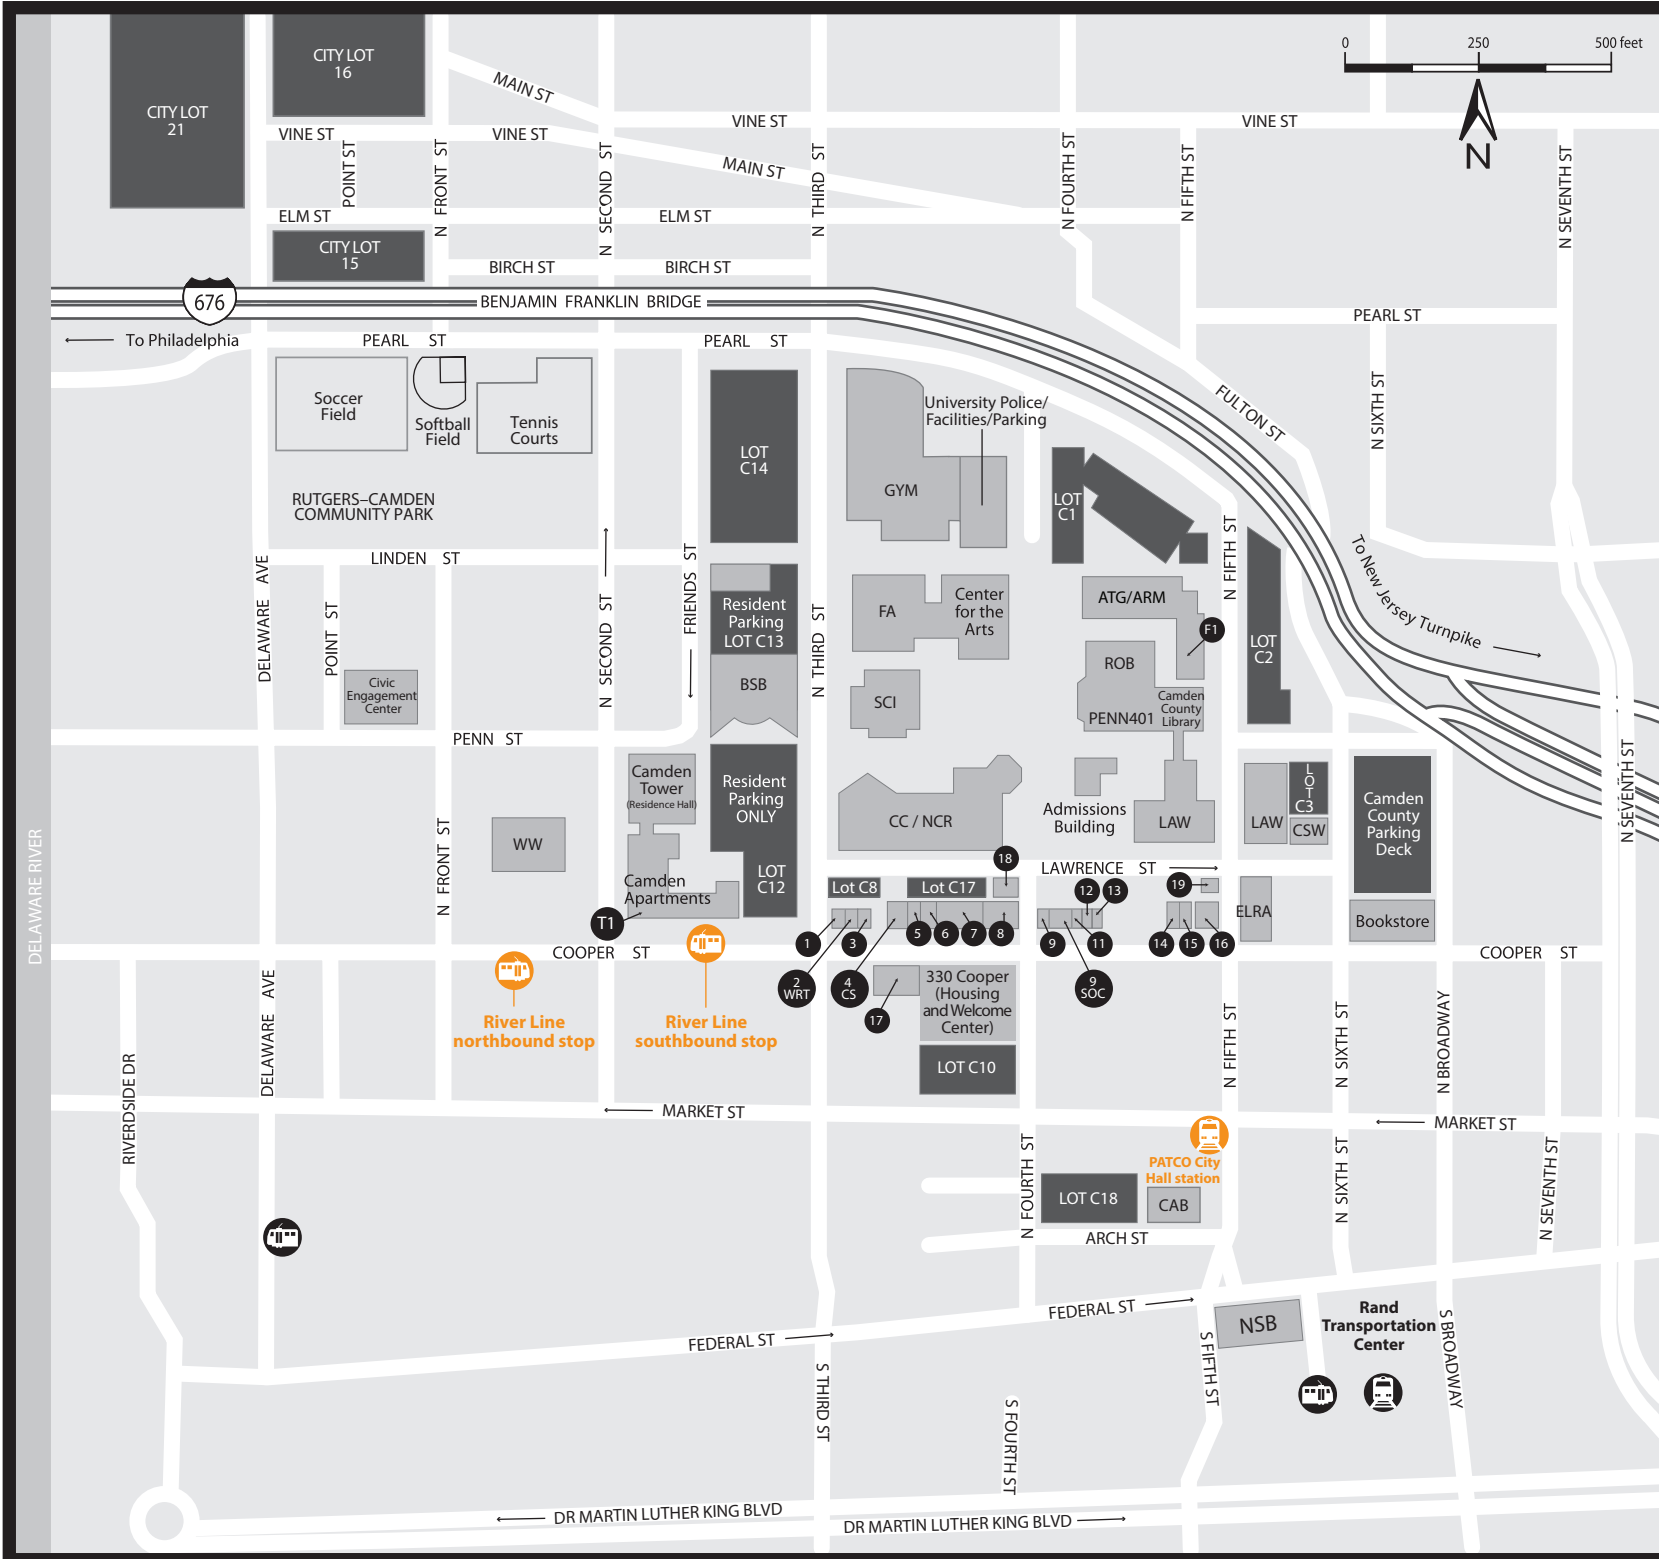 CITY LOT
16
CITY LOT
21
0
250
500 feet
N
MAIN ST
VINE ST
VINE ST
VINE ST
VINE ST
MAIN ST
POINT ST
N FRONT ST
N SECOND ST
N THIRD ST
N FOURTH ST
N FIFTH ST
N SEVENTH ST
ELM ST
ELM ST
CITY LOT
15
BIRCH ST
BIRCH ST
676
BENJAMIN FRANKLIN BRIDGE
To Philadelphia
PEARL ST
PEARL ST
PEARL ST
Soccer
Field
Softball
Field
Tennis
Courts
LOT
C14
University Police/
Facilities/Parking
GYM
LOT
C1
FULTON ST
N SIXTH ST
RUTGERS–CAMDEN
COMMUNITY PARK
LINDEN ST
DELAWARE AVE
POINT ST
N SECOND ST
FRIENDS ST
N THIRD ST
N FIFTH ST
To New Jersey Turnpike
Resident
Parking
LOT C13
FA
Center
for the
Arts
ATG/ARM
F1
LOT
C2
ROB
Civic
Engagement
Center
BSB
SCI
PENN401
Camden
County
Library
PENN ST
Camden
Tower
(Residence Hall)
Resident
Parking
ONLY
LOT
C12
WW
N FRONT ST
CC / NCR
Admissions
Building
LAW
LAW
LOT
C3
CSW
Camden
County
Parking
Deck
N SEVENTH ST
DELAWARE RIVER
Camden
Apartments
T1
18
LAWRENCE ST
Lot C8
Lot C17
12
13
19
ELRA
Bookstore
1
3
5
6
7
8
9
11
14
15
16
COOPER ST
COOPER ST
2
WRT
4
CS
17
9
SOC
330 Cooper
(Housing
and Welcome
Center)
LOT C10
River Line
northbound stop
River Line
southbound stop
DELAWARE AVE
RIVERDSIDE DR
N FIFTH ST
N SIXTH ST
N BROADWAY
MARKET ST
MARKET ST
PATCO City
Hall station
LOT C18
CAB
N FOURTH ST
N SIXTH ST
N SEVENTH ST
ARCH ST
FEDERAL ST
FEDERAL ST
NSB
Rand
Transportation
Center
S THIRD ST
S FOURTH ST
S FIFTH ST
S BROADWAY
DR MARTIN LUTHER KING BLVD
DR MARTIN LUTHER KING BLVD